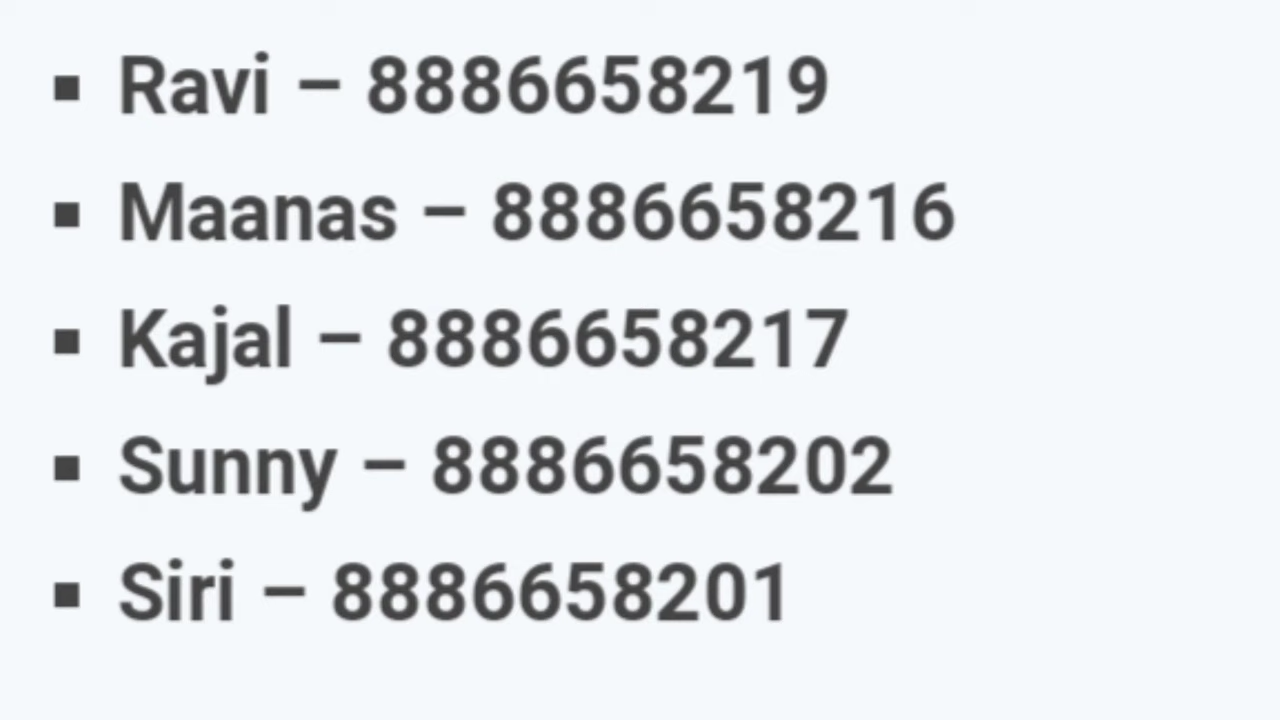 ▪ Ravi – 8886658219
▪ Maanas – 8886658216
▪ Kajal – 8886658217
▪ Sunny – 8886658202
▪ Siri – 8886658201